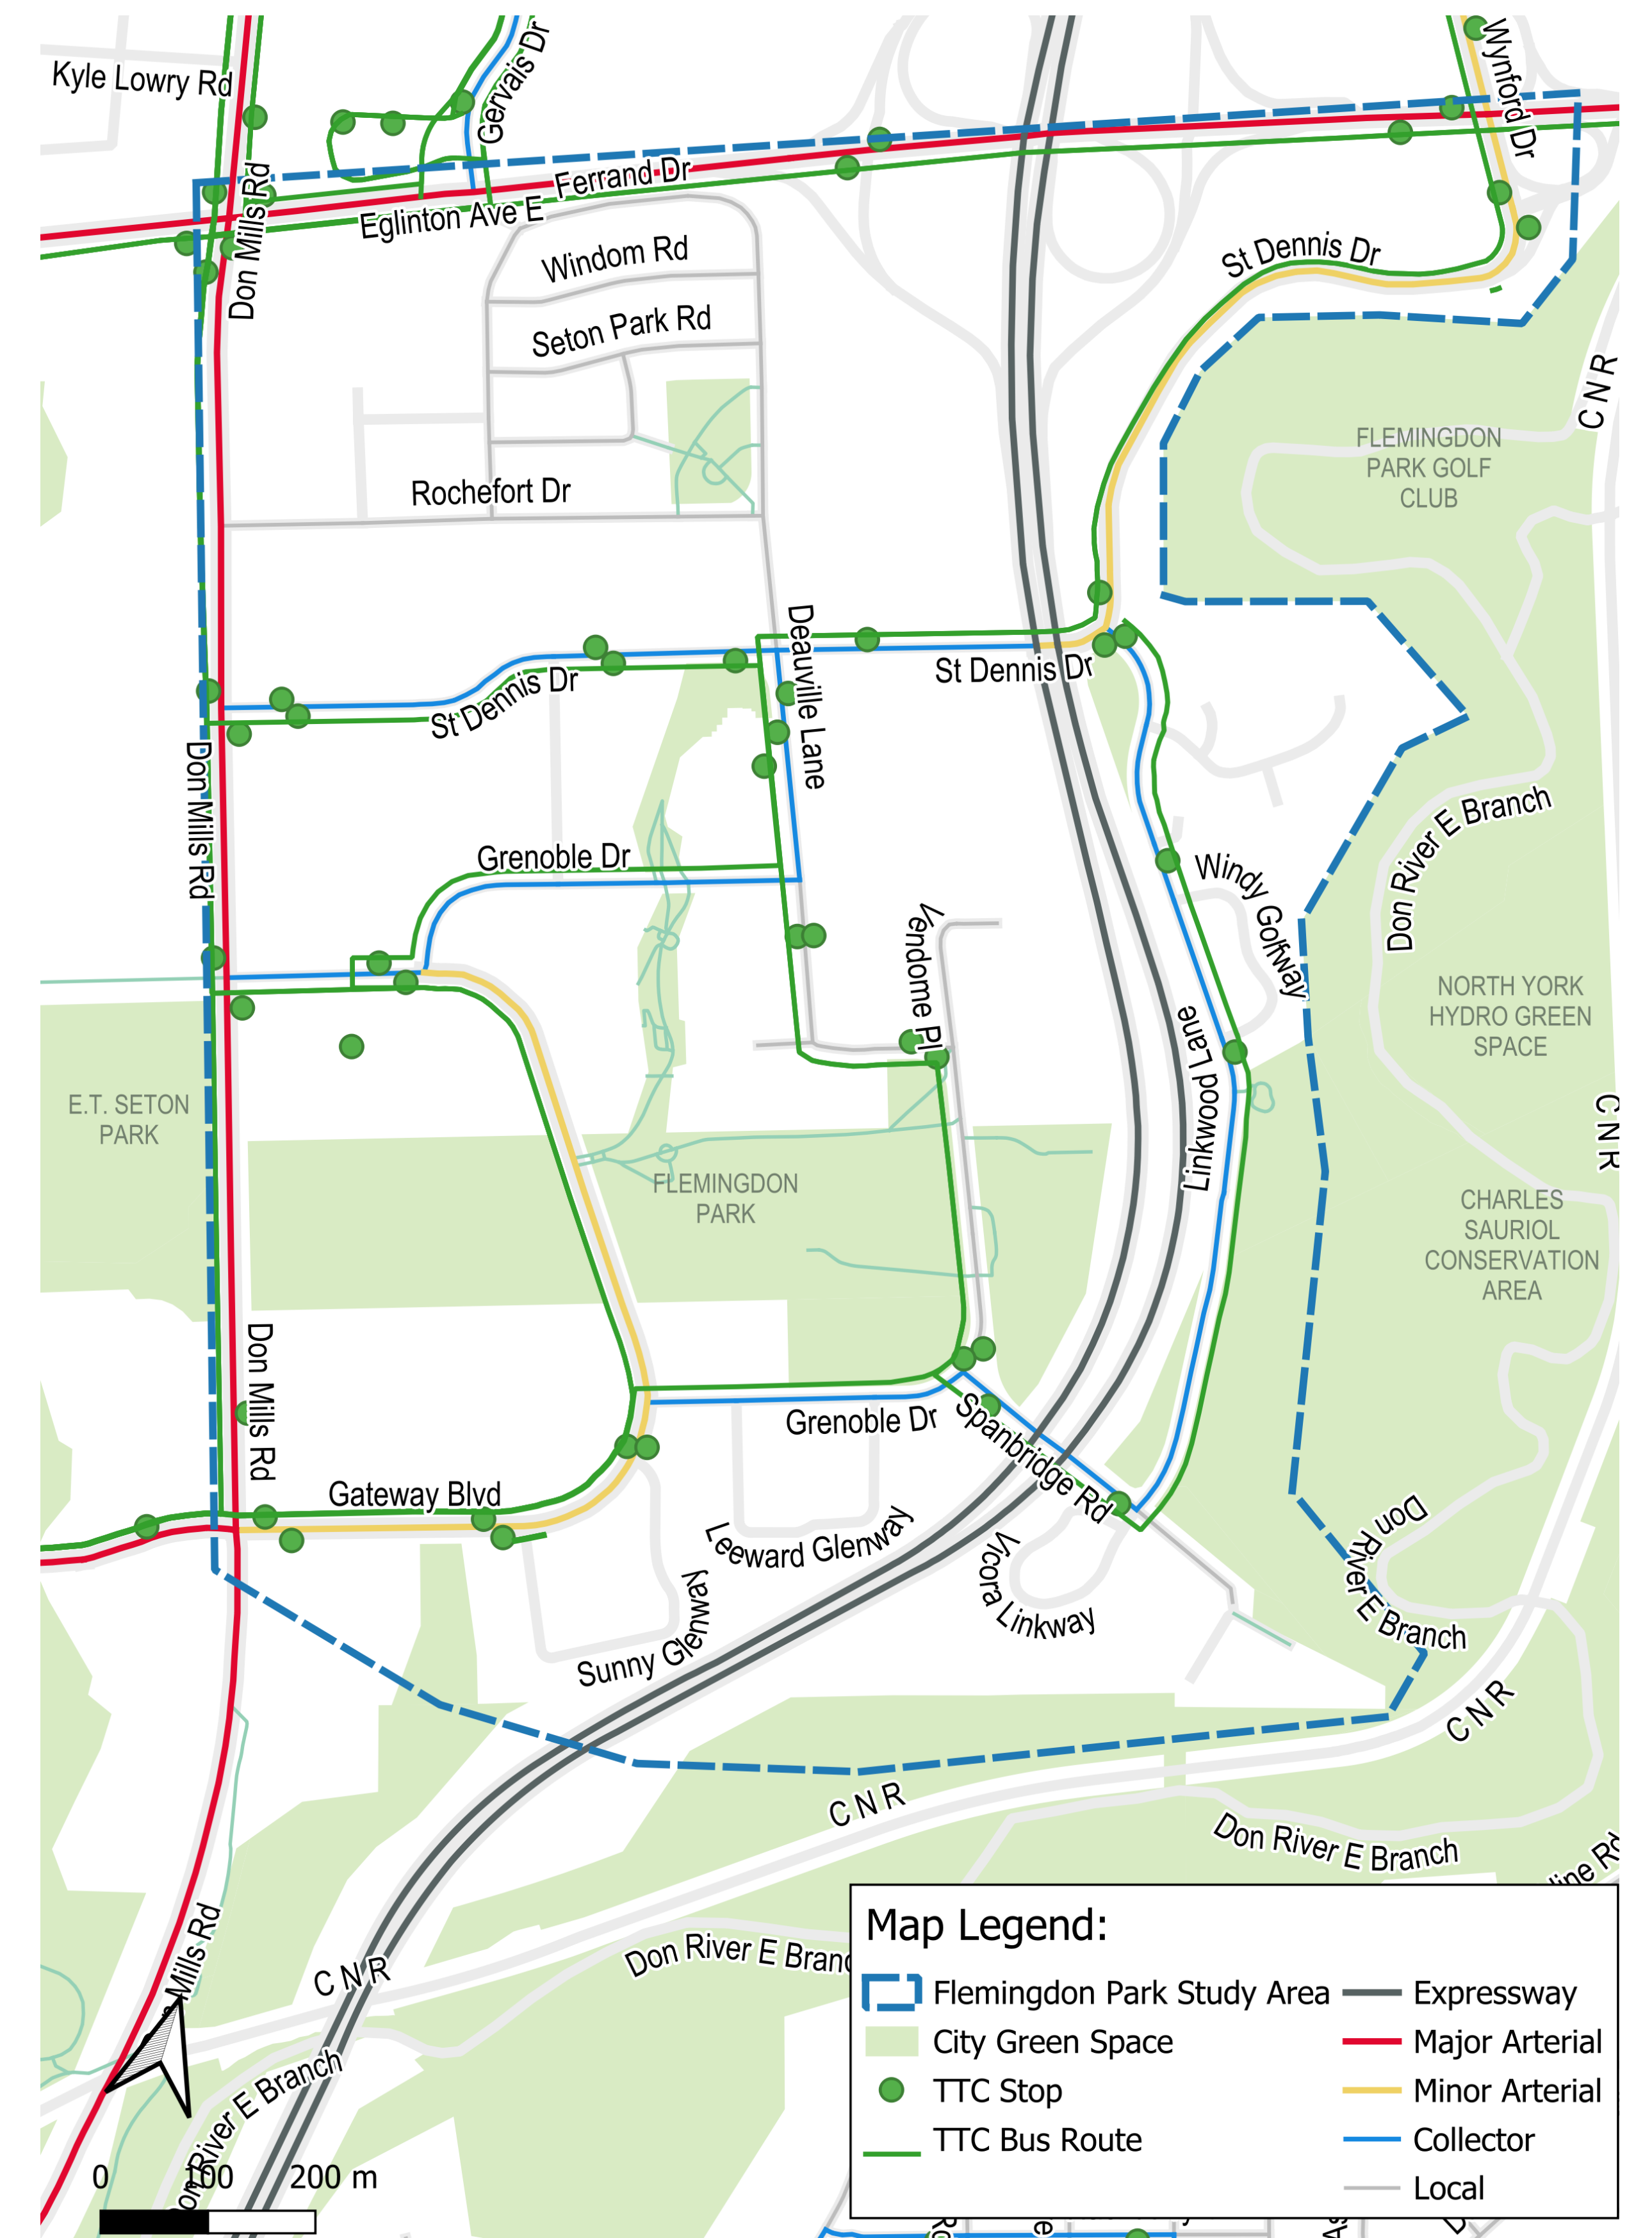 Kyle Lowry Rd
Gervais Dr
Wynford Dr
Don Mills Rd
Ferrand Dr
Eglinton Ave E
Windom Rd
St Dennis Dr
Seton Park Rd
C N R
FLEMINGDON
PARK GOLF
CLUB
Rochefort Dr
Deauville Lane
St Dennis Dr
St Dennis Dr
Don Mills Rd
Grenoble Dr
Don River E Branch
Windy Golfway
Vendome Pl
NORTH YORK
HYDRO GREEN
SPACE
Linkwood Lane
E.T. SETON
PARK
C N R
FLEMINGDON
PARK
CHARLES
SAURIOL
CONSERVATION
AREA
Don Mills Rd
Grenoble Dr
Spanbridge Rd
Gateway Blvd
Leeward Glenway
Vicora Linkway
Sunny Glenway
Don River E Branch
C N R
C N R
Don River E Branch
line Rd
Mills Rd
C N R
Don River E Branc
on River E Branch
Map Legend:
Flemingdon Park Study Area
City Green Space
TTC Stop
TTC Bus Route
Expressway
Major Arterial
Minor Arterial
Collector
Local
0 100 200 m